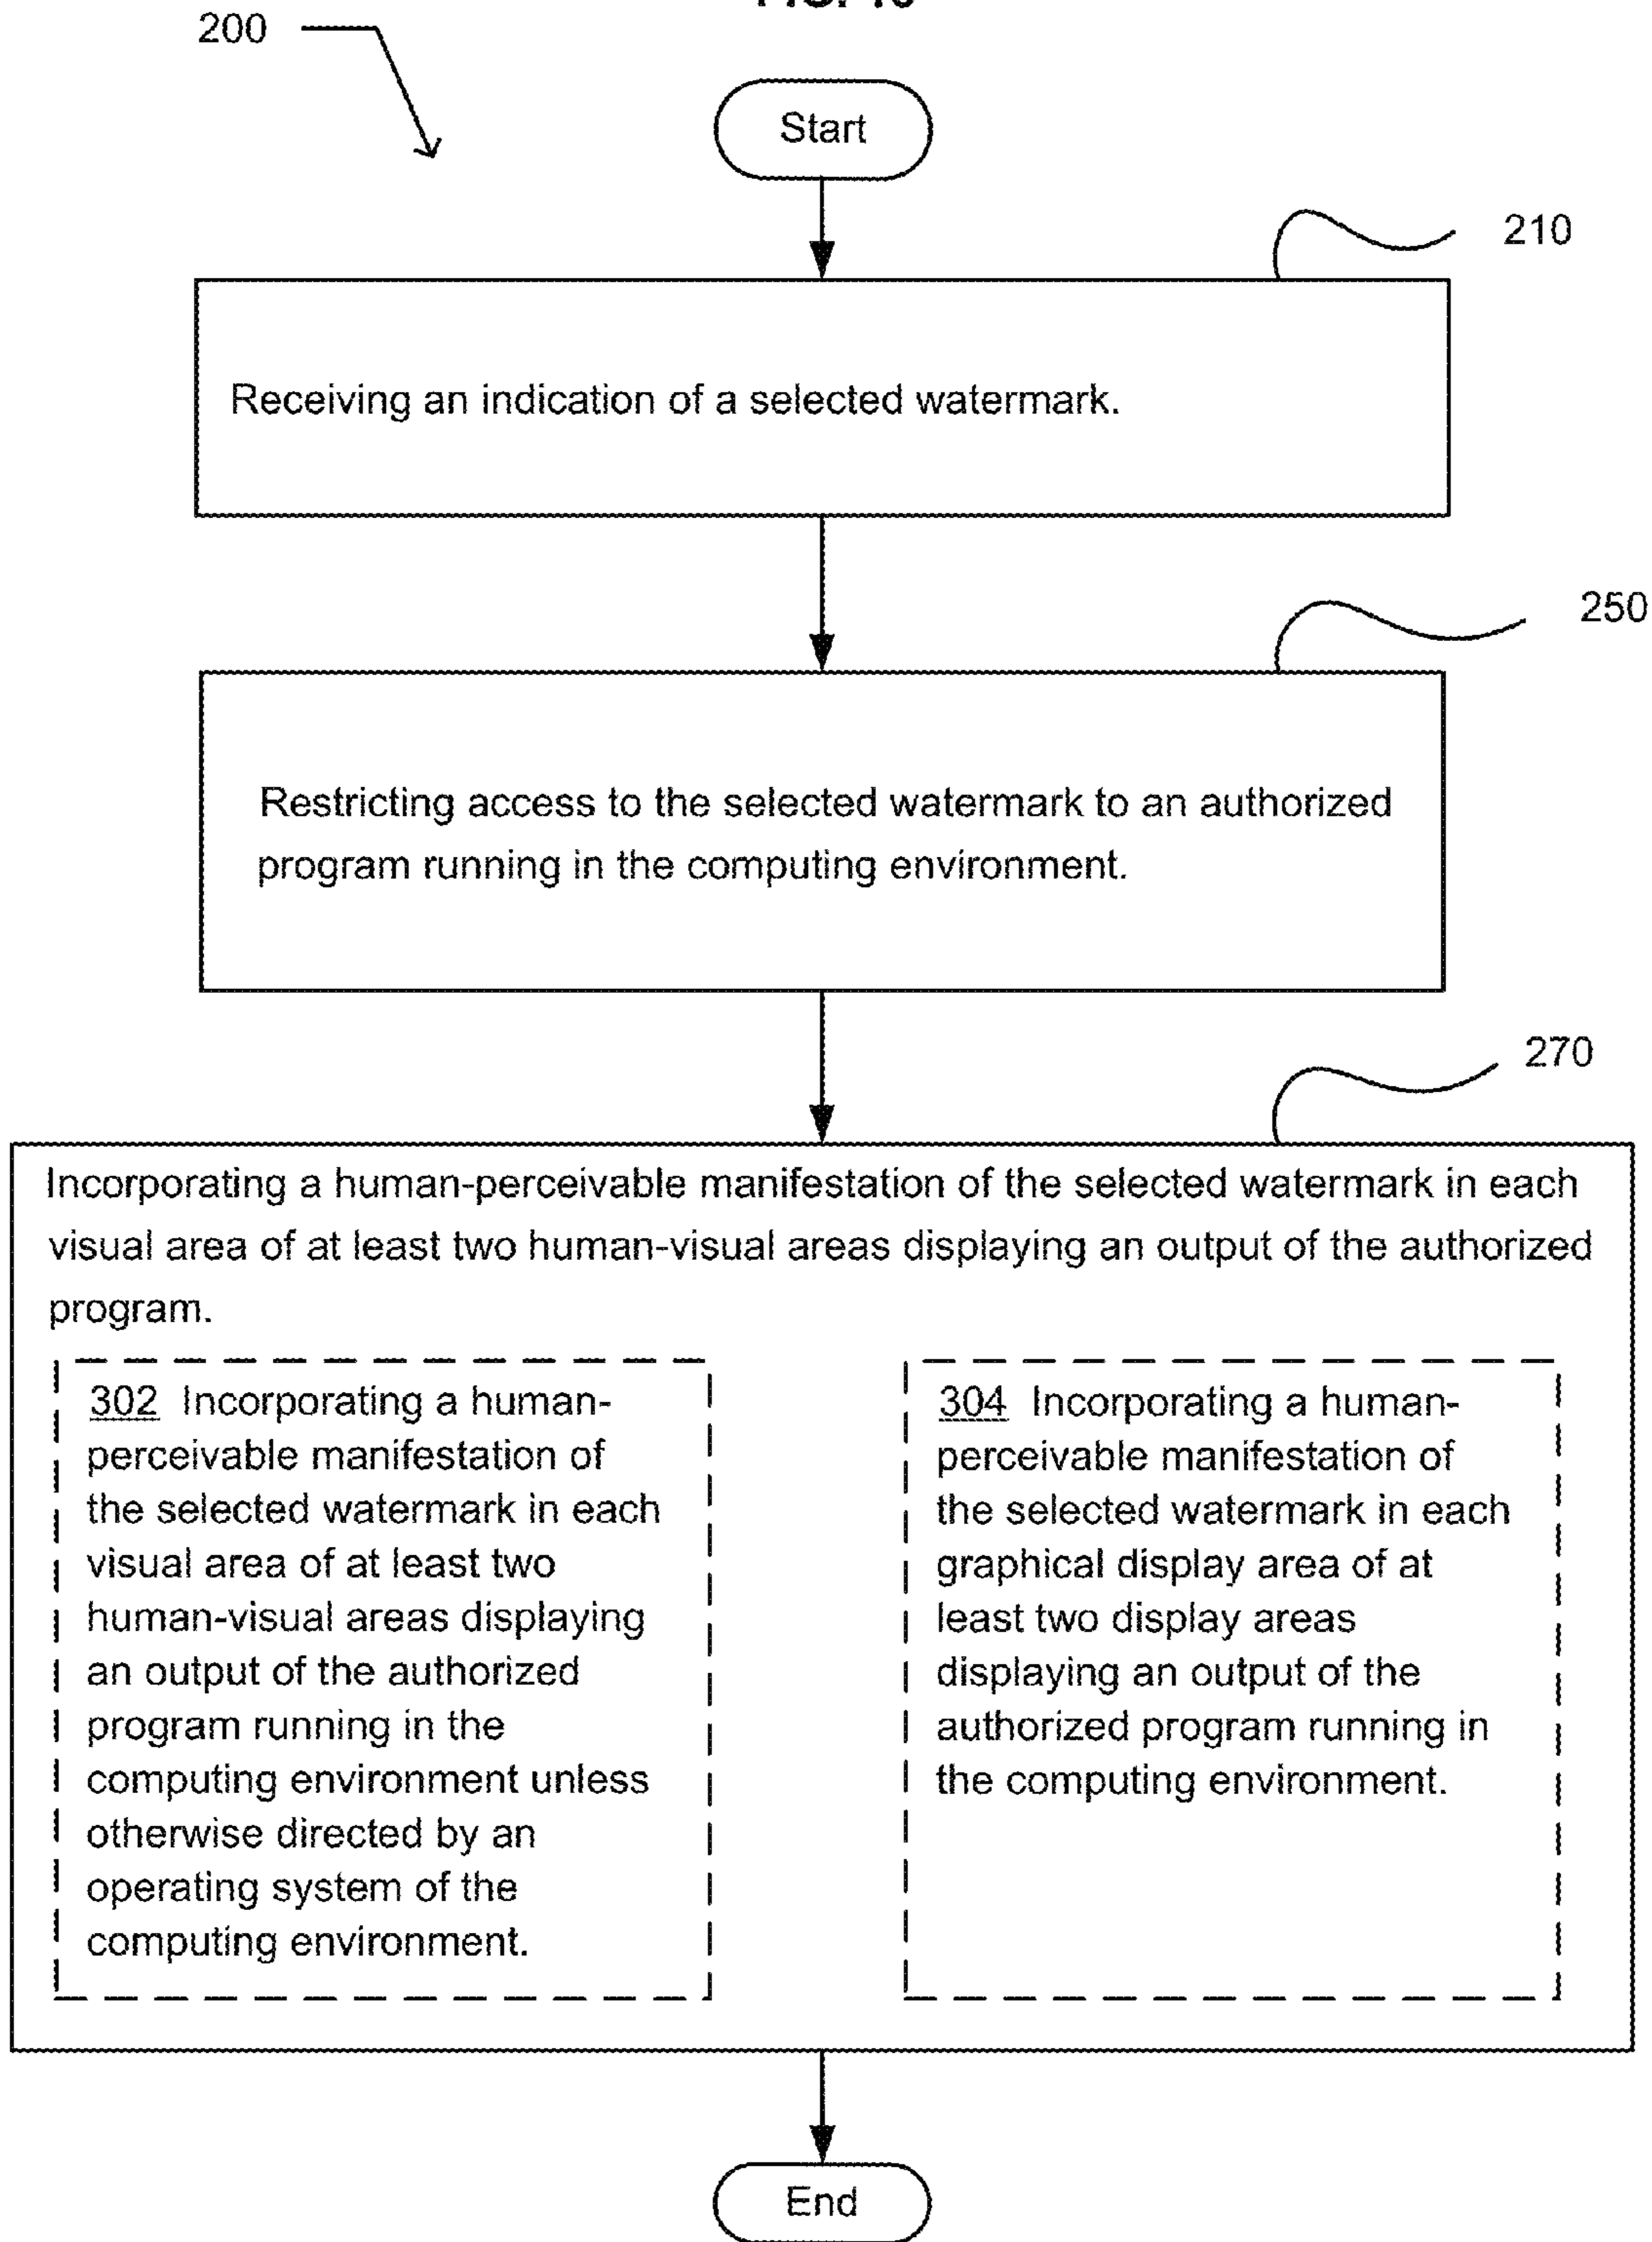 200
Start
210
Receiving an indication of a selected watermark.
250
Restricting access to the selected watermark to an authorized
program running in the computing environment.
270
Incorporating a human-perceivable manifestation of the selected watermark in each
visual area of at least two human-visual areas displaying an output of the authorized
program.
302 Incorporating a human-
perceivable manifestation of
the selected watermark in each
visual area of at least two
human-visual areas displaying
an output of the authorized
program running in the
computing environment unless
otherwise directed by an
operating system of the
computing environment.
304 Incorporating a human-
perceivable manifestation of
the selected watermark in each
graphical display area of at
least two display areas
displaying an output of the
authorized program running in
the computing environment.
End